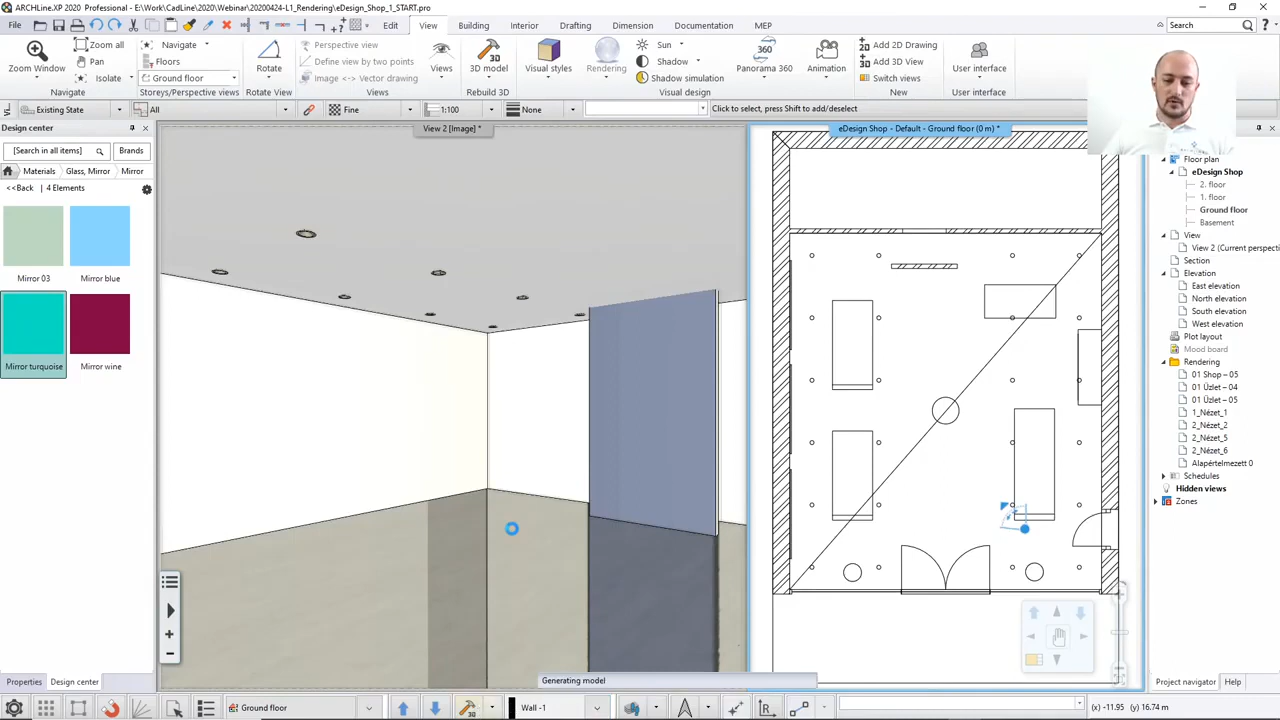 ARCHLine.XP 2020 Professional - E:\Work\CadLine\2020\Webinar\20200424-L1_Rendering\eDesign_Shop_1_START.pro
File Edit View Building Interior Drafting Dimension Documentation MEP Search
Zoom Window
Zoom all
Pan
Isolate
Navigate
Navigate
Floors
Ground floor
Storeys/Perspective views
Rotate
Rotate View
Perspective view
Define view by two points
Image <-> Vector drawing
Views
Views
3D model
Rebuild 3D
Visual styles
Rendering
Sun
Shadow
Shadow simulation
Visual design
Panorama 360
Animation
Add 2D Drawing
Add 3D View
Switch views
New
User interface
User interface
Existing State All Fine 1:100 None Click to select, press Shift to add/deselect
Design center
[Search in all items] Brands
Materials Glass, Mirror Mirror
<<Back 4 Elements
Mirror 03 Mirror blue
Mirror turquoise Mirror wine
Properties Design center
View 2 [Image] *
eDesign Shop - Default - Ground floor (0 m) *
Generating model
Floor plan
eDesign Shop
2. floor
1. floor
Ground floor
Basement
View
View 2 (Current perspecti
Section
Elevation
East elevation
North elevation
South elevation
West elevation
Plot layout
Mood board
Rendering
01 Shop – 05
01 Üzlet – 04
01 Üzlet – 05
1_Nézet_1
2_Nézet_2
2_Nézet_5
2_Nézet_6
Alapértelmezett 0
Schedules
Hidden views
Zones
Project navigator Help
Ground floor Wall -1 (x) -11.95 (y) 16.74 m